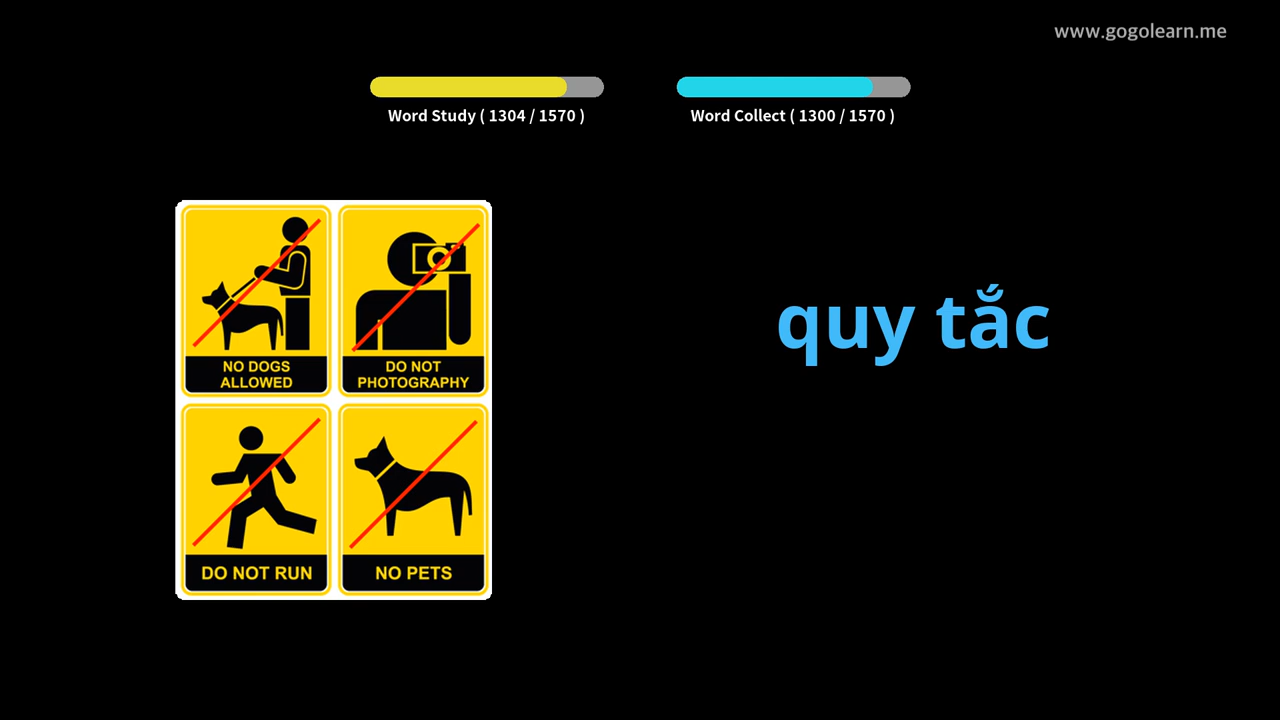 www.gogolearn.me
Word Study ( 1304 / 1570 )
Word Collect ( 1300 / 1570 )
NO DOGS
ALLOWED
DO NOT
PHOTOGRAPHY
quy tắc
DO NOT RUN
NO PETS